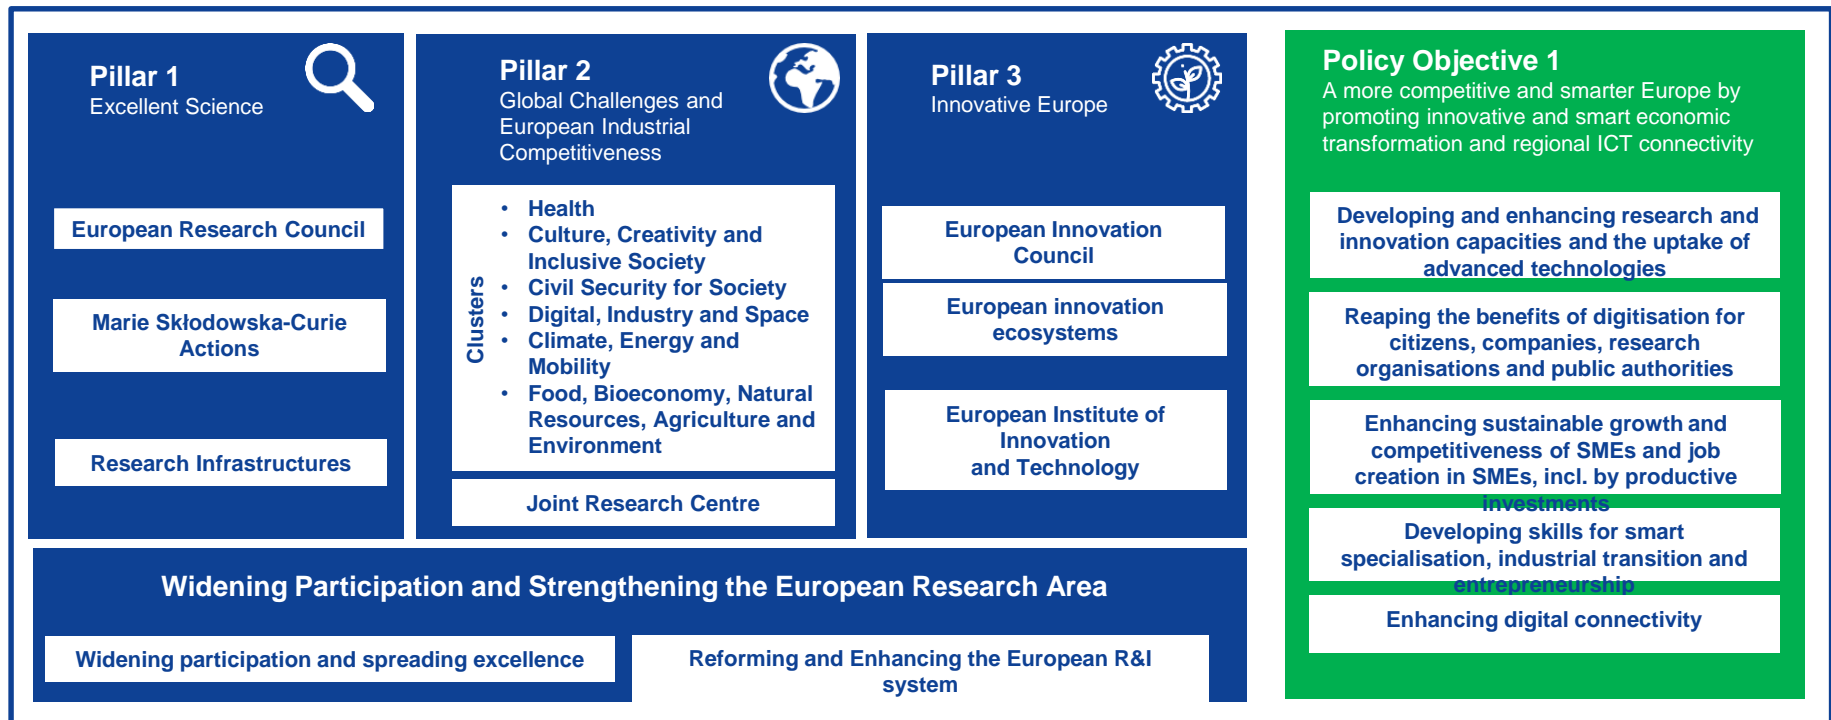 Pillar 1
Excellent Science
European Research Council
Marie Skłodowska-Curie
Actions
Research Infrastructures
Pillar 2
Global Challenges and
European Industrial
Competitiveness
Clusters
• Health
• Culture, Creativity and
Inclusive Society
• Civil Security for Society
• Digital, Industry and Space
• Climate, Energy and
Mobility
• Food, Bioeconomy, Natural
Resources, Agriculture and
Environment
Joint Research Centre
Pillar 3
Innovative Europe
European Innovation
Council
European innovation
ecosystems
European Institute of
Innovation
and Technology
Widening Participation and Strengthening the European Research Area
Widening participation and spreading excellence
Reforming and Enhancing the European R&I
system
Policy Objective 1
A more competitive and smarter Europe by
promoting innovative and smart economic
transformation and regional ICT connectivity
Developing and enhancing research and
innovation capacities and the uptake of
advanced technologies
Reaping the benefits of digitisation for
citizens, companies, research
organisations and public authorities
Enhancing sustainable growth and
competitiveness of SMEs and job
creation in SMEs, incl. by productive
investments
Developing skills for smart
specialisation, industrial transition and
entrepreneurship
Enhancing digital connectivity